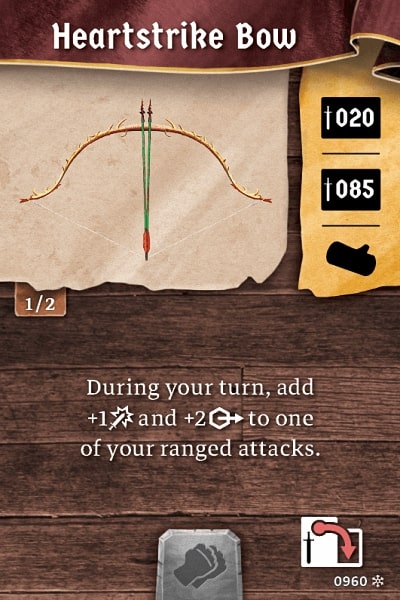 Heartstrike Bow
020
085
1/2
During your turn, add
+1 and +2 to one
of your ranged attacks.
0960